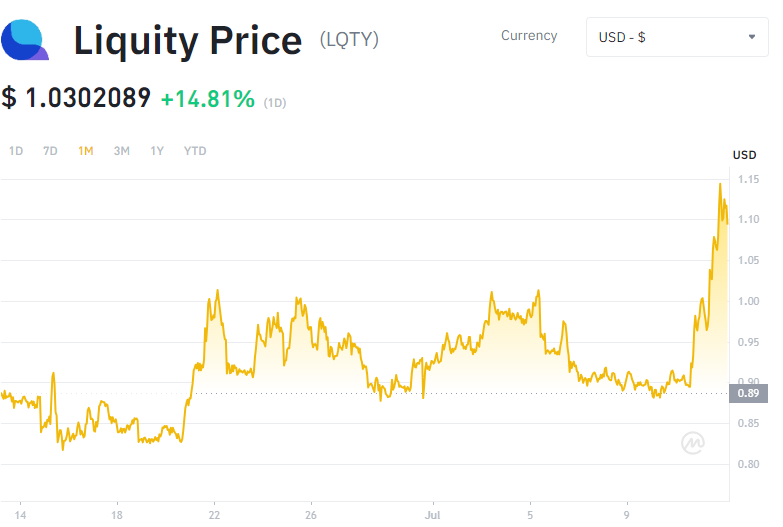 Liquity Price (LQTY)
Currency
USD - $
$ 1.0302089 +14.81% (1D)
1D 7D 1M 3M 1Y YTD
USD
1.15
1.10
1.05
1.00
0.95
0.90
0.89
0.85
0.80
14 18 22 26 Jul 5 9